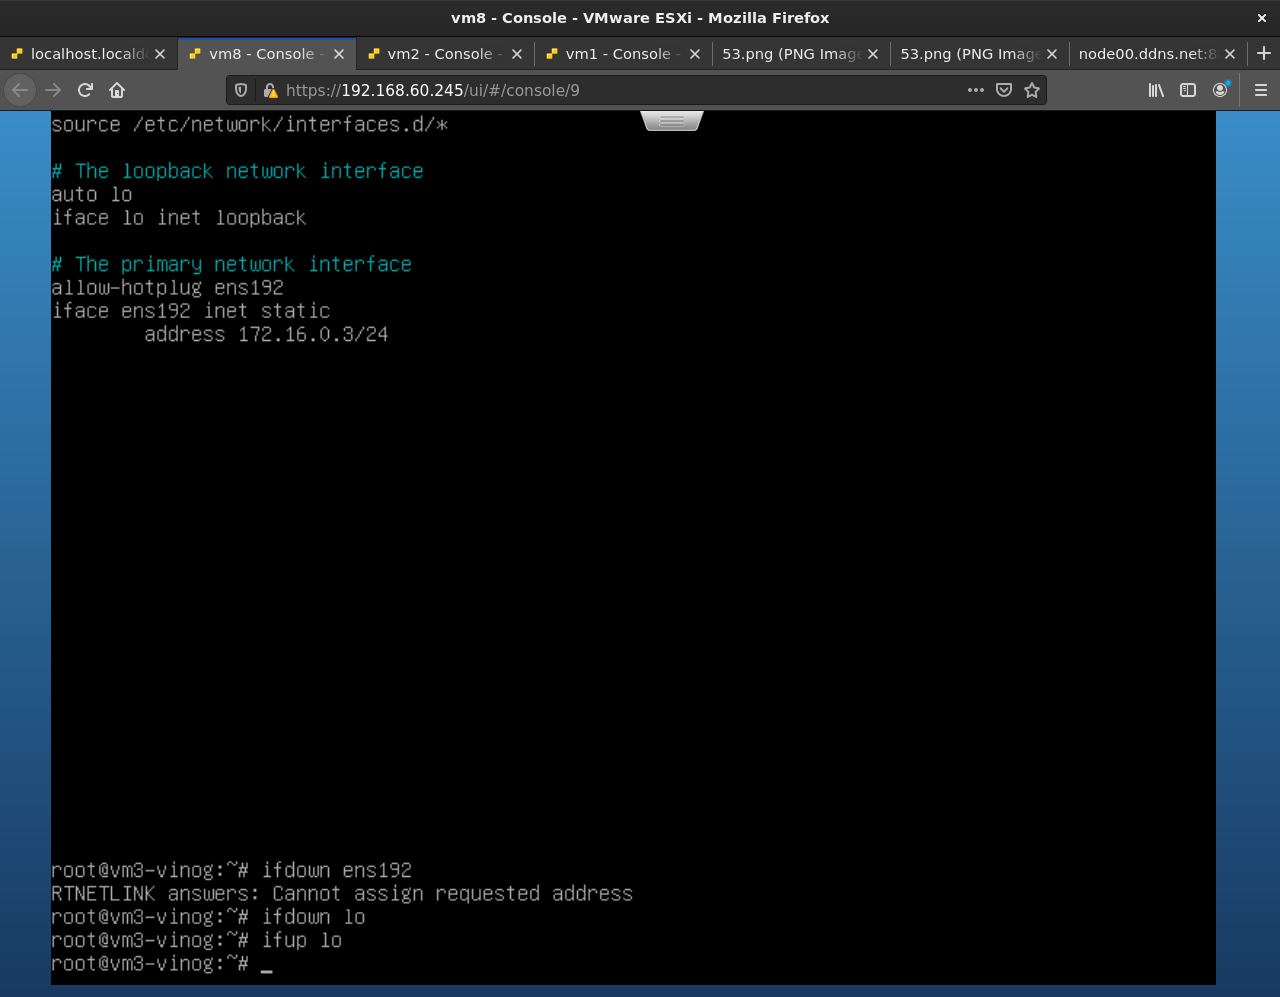 vm8 - Console - VMware ESXi - Mozilla Firefox
localhost.locald
vm8 - Console -
vm2 - Console -
vm1 - Console -
53.png (PNG Image
53.png (PNG Image
node00.ddns.net:8
https://192.168.60.245/ui/#/console/9
source /etc/network/interfaces.d/*
# The loopback network interface
auto lo
iface lo inet loopback
# The primary network interface
allow-hotplug ens192
iface ens192 inet static
address 172.16.0.3/24
root@vm3-vinog:~# ifdown ens192
RTNETLINK answers: Cannot assign requested address
root@vm3-vinog:~# ifdown lo
root@vm3-vinog:~# ifup lo
root@vm3-vinog:~# _